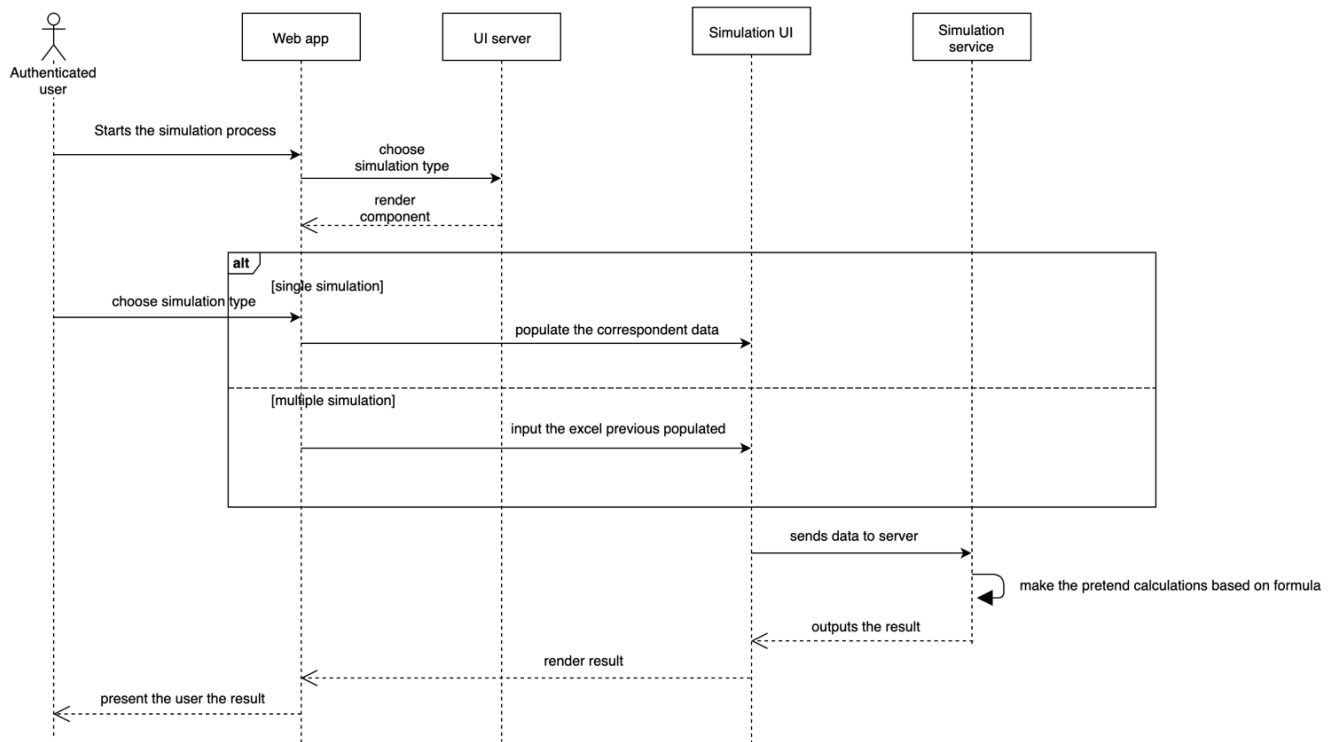 Authenticated
user
Web app
UI server
Simulation UI
Simulation
service
Starts the simulation process
choose
simulation type
render
component
alt
[single simulation]
choose simulation type
populate the correspondent data
[multiple simulation]
input the excel previous populated
sends data to server
make the pretend calculations based on formula
outputs the result
render result
present the user the result